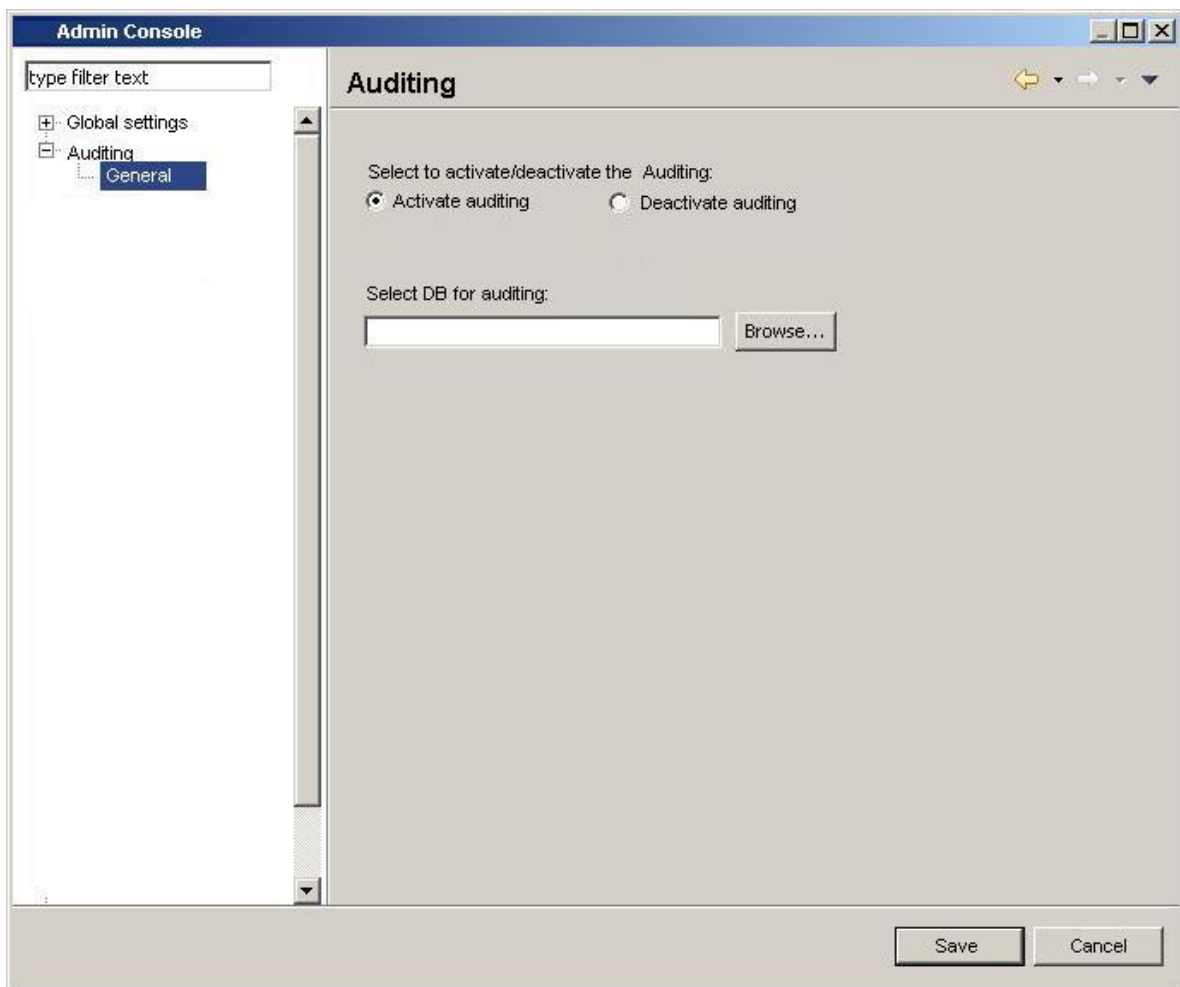 Admin Console
type filter text
Global settings
Auditing
General
Auditing
Select to activate/deactivate the Auditing:
Activate auditing
Deactivate auditing
Select DB for auditing:
Browse...
Save
Cancel